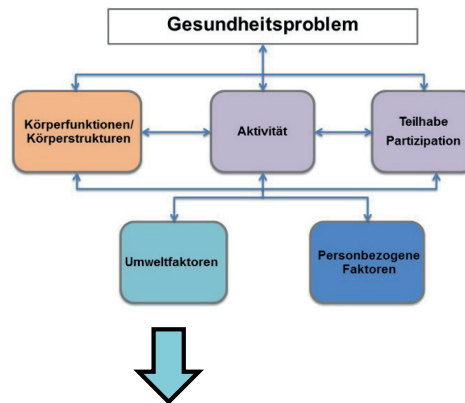 Gesundheitsproblem
Körperfunktionen/
Körperstrukturen
Aktivität
Teilhabe
Partizipation
Umweltfaktoren
Personbezogene
Faktoren